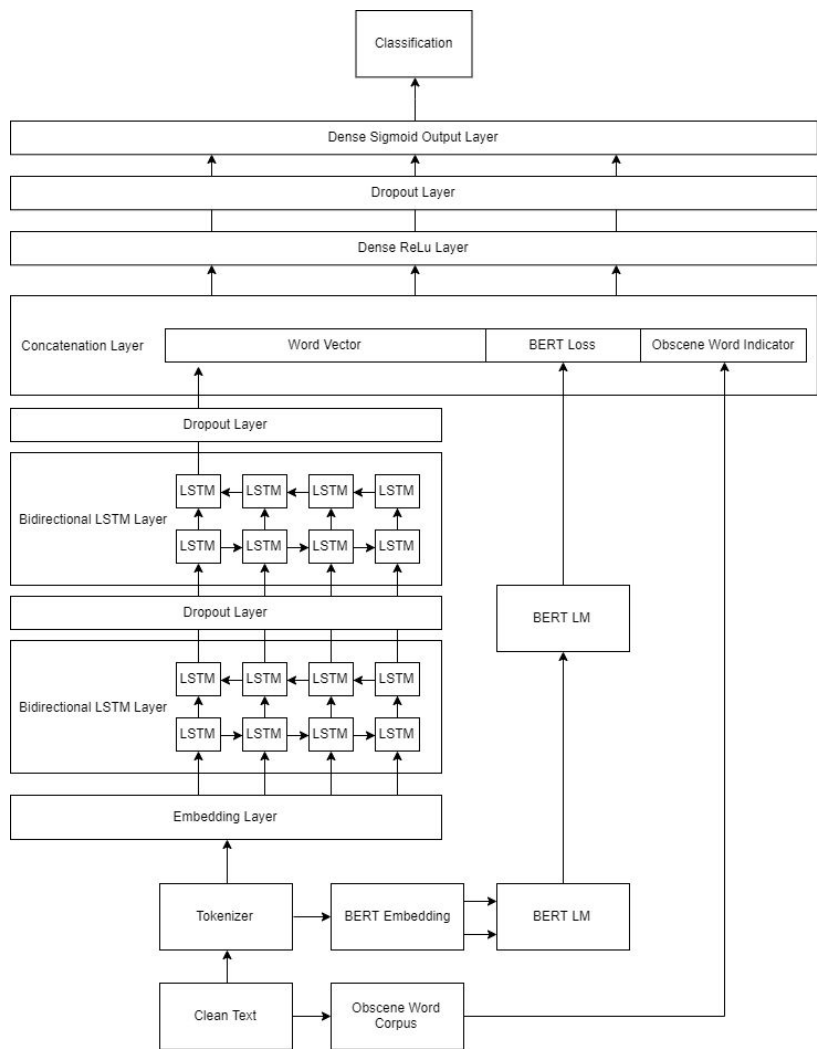 Classification
Dense Sigmoid Output Layer
Dropout Layer
Dense ReLu Layer
Concatenation Layer
Word Vector
BERT Loss
Obscene Word Indicator
Dropout Layer
Bidirectional LSTM Layer
LSTM
LSTM
LSTM
LSTM
LSTM
LSTM
LSTM
LSTM
Dropout Layer
BERT LM
Bidirectional LSTM Layer
LSTM
LSTM
LSTM
LSTM
LSTM
LSTM
LSTM
LSTM
Embedding Layer
Tokenizer
BERT Embedding
BERT LM
Clean Text
Obscene Word
Corpus